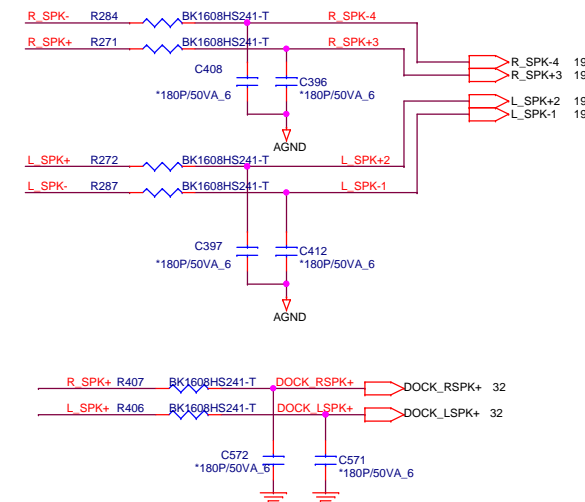 R_SPK- R284 BK1608HS241-T R_SPK-4
R_SPK+ R271 BK1608HS241-T R_SPK+3
R_SPK-4 19
R_SPK+3 19
C408 C396
*180P/50VA_6 *180P/50VA_6
L_SPK+2 19
L_SPK-1 19
AGND
L_SPK+ R272 BK1608HS241-T L_SPK+2
L_SPK- R287 BK1608HS241-T L_SPK-1
C397 C412
*180P/50VA_6 *180P/50VA_6
AGND
R_SPK+ R407 BK1608HS241-T DOCK_RSPK+ DOCK_RSPK+ 32
L_SPK+ R406 BK1608HS241-T DOCK_LSPK+ DOCK_LSPK+ 32
C572 C571
*180P/50VA_6 *180P/50VA_6